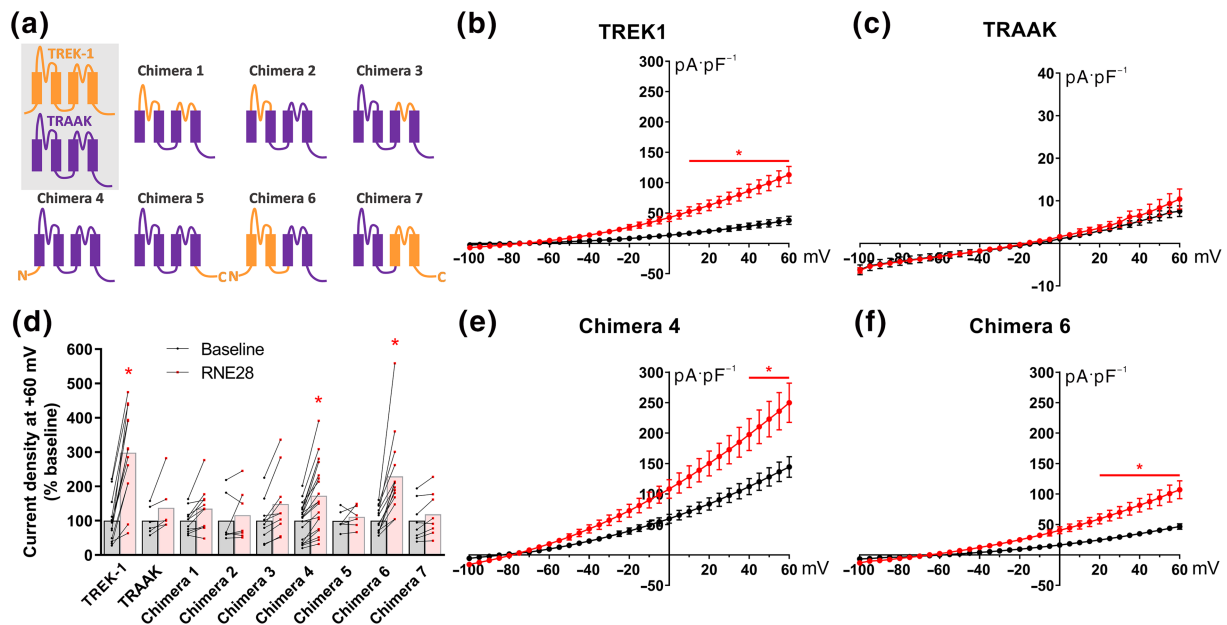 (a)
TREK-1
TRAAK
Chimera 1
Chimera 2
Chimera 3
Chimera 4
Chimera 5
Chimera 6
Chimera 7
N
C
N
C
(b)
TREK1
pA·pF⁻¹
300
250
200
150
100
50
−50
*
−100 −80 −60 −40 −20 20 40 60 mV
(c)
TRAAK
pA·pF⁻¹
40
30
20
10
−10
−100 −80 −60 −40 −20 20 40 60 mV
(d)
Current density at +60 mV
(% baseline)
600
500
400
300
200
100
0
Baseline
RNE28
*
*
*
TREK-1
TRAAK
Chimera 1
Chimera 2
Chimera 3
Chimera 4
Chimera 5
Chimera 6
Chimera 7
(e)
Chimera 4
pA·pF⁻¹
300
250
200
150
100
50
−50
*
−100 −80 −60 −40 −20 20 40 60 mV
(f)
Chimera 6
pA·pF⁻¹
300
250
200
150
100
50
−50
*
−100 −80 −60 −40 −20 20 40 60 mV